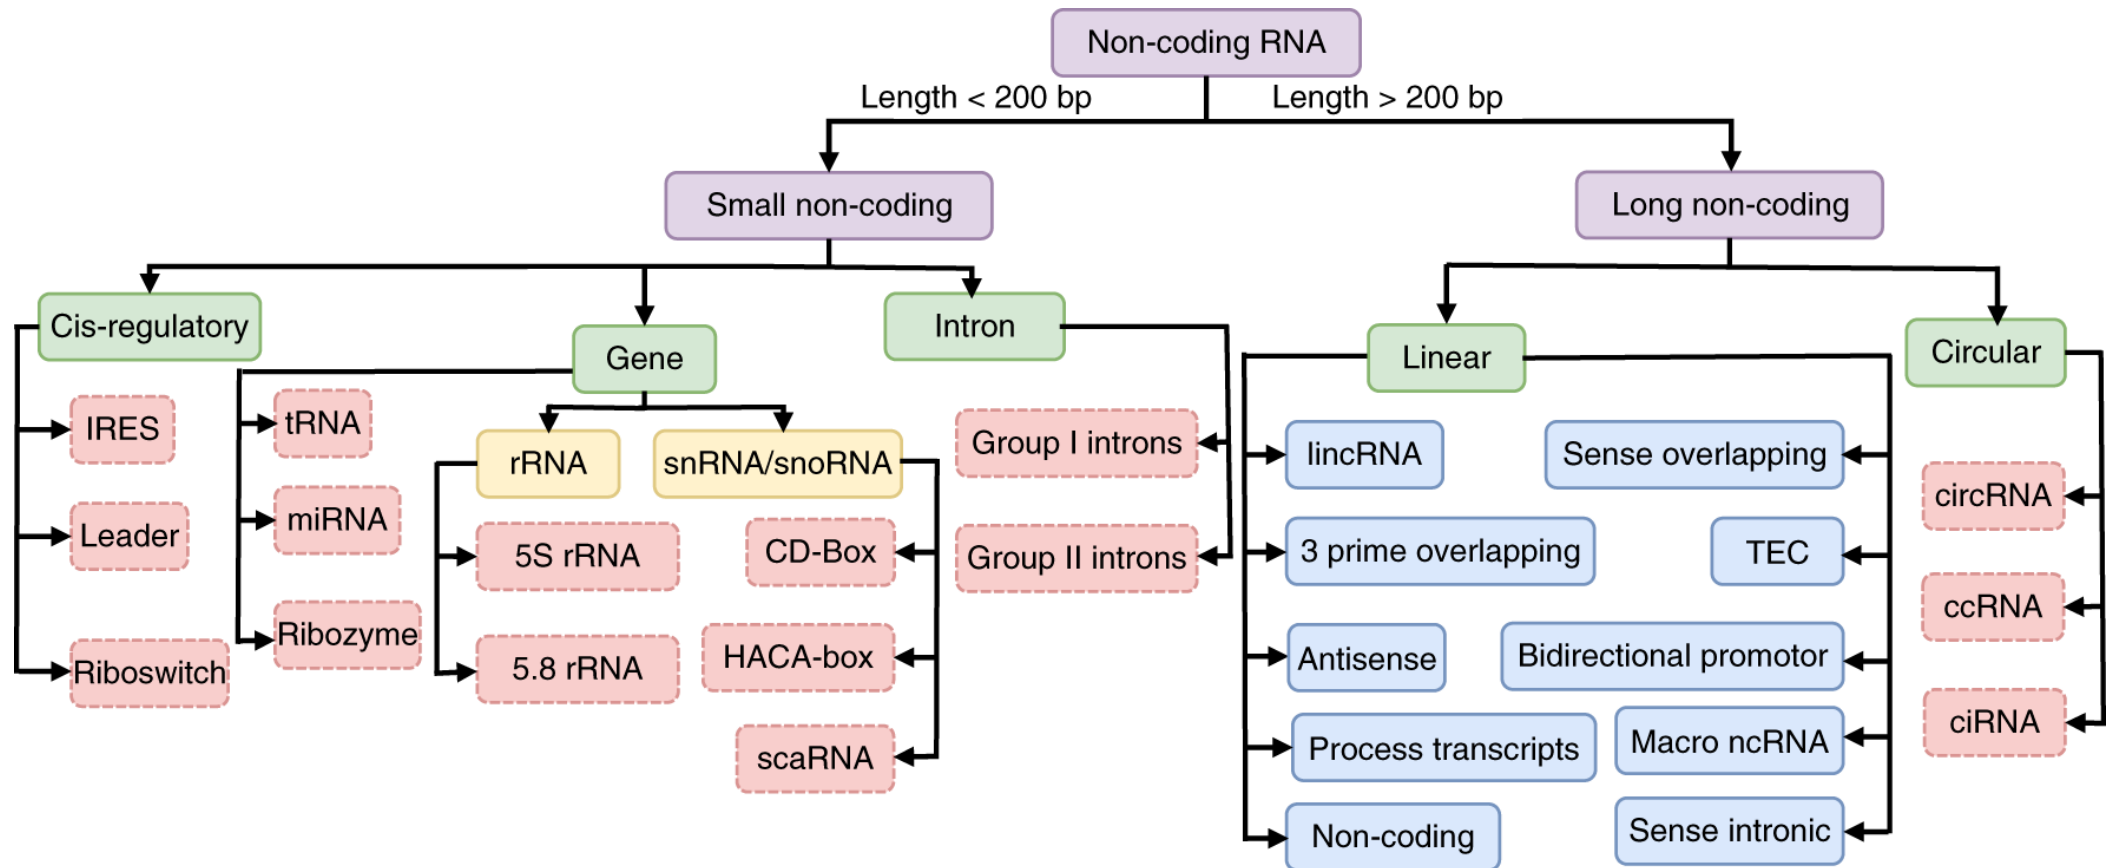 Non-coding RNA
Length < 200 bp
Length > 200 bp
Small non-coding
Long non-coding
Cis-regulatory
Gene
Intron
Linear
Circular
IRES
Leader
Riboswitch
tRNA
miRNA
Ribozyme
rRNA
snRNA/snoRNA
5S rRNA
5.8 rRNA
CD-Box
HACA-box
scaRNA
Group I introns
Group II introns
lincRNA
3 prime overlapping
Antisense
Process transcripts
Non-coding
Sense overlapping
TEC
Bidirectional promotor
Macro ncRNA
Sense intronic
circRNA
ccRNA
ciRNA